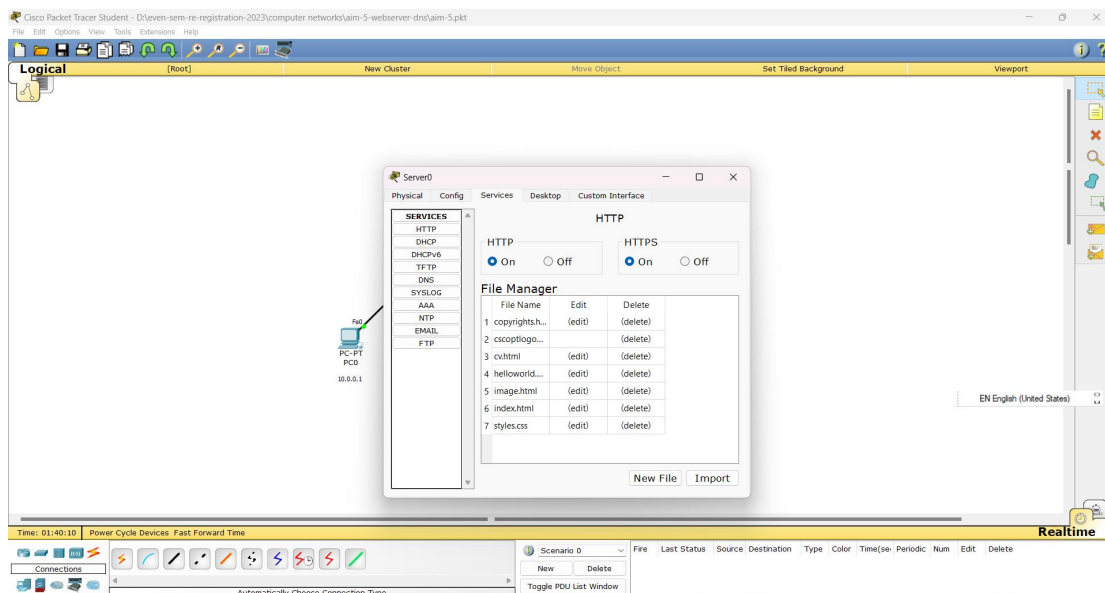 Cisco Packet Tracer Student - D:\even-sem-re-registration-2023\computer networks\aim-5-webserver-dns\aim-5.pkt
File Edit Options View Tools Extensions Help
Logical [Root] New Cluster Move Object Set Tiled Background Viewport
Server0
Physical Config Services Desktop Custom Interface
SERVICES
HTTP
DHCP
DHCPv6
TFTP
DNS
SYSLOG
AAA
NTP
EMAIL
FTP
HTTP
HTTP HTTPS
On Off On Off
File Manager
File Name Edit Delete
1 copyrights.h... (edit) (delete)
2 cscoptlogo... (delete)
3 cv.html (edit) (delete)
4 helloworld.... (edit) (delete)
5 image.html (edit) (delete)
6 index.html (edit) (delete)
7 styles.css (edit) (delete)
New File Import
Fa0
PC-PT
PC0
10.0.0.1
EN English (United States)
Time: 01:40:10 Power Cycle Devices Fast Forward Time Realtime
Connections
Automatically Choose Connection Type
Scenario 0
New Delete
Toggle PDU List Window
Fire Last Status Source Destination Type Color Time(se Periodic Num Edit Delete